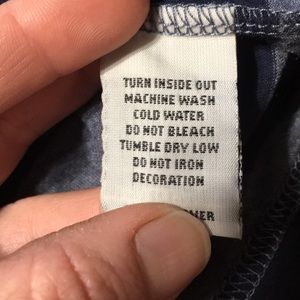 TURN INSIDE OUT
MACHINE WASH
COLD WATER
DO NOT BLEACH
TUMBLE DRY LOW
DO NOT IRON
DECORATION